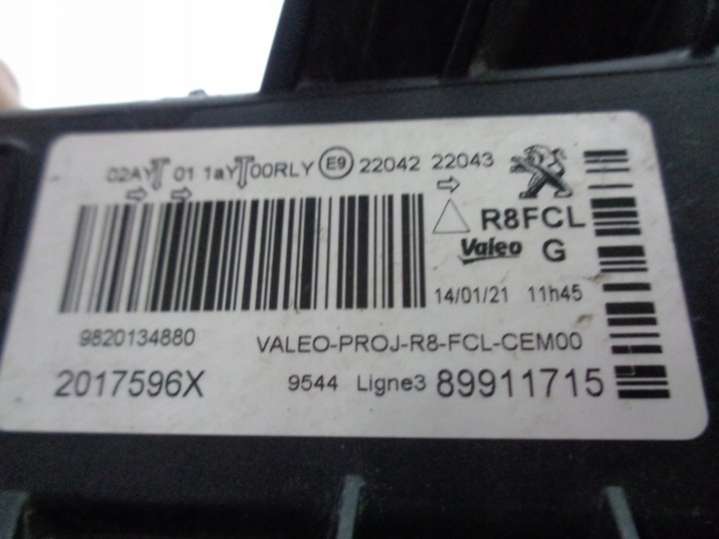 02AY 01 1aY 00RLY E9 22042 22043
R8FCL
Valeo G
14/01/21 11h45
9820134880 VALEO-PROJ-R8-FCL-CEM00
2017596X 9544 Ligne3 89911715